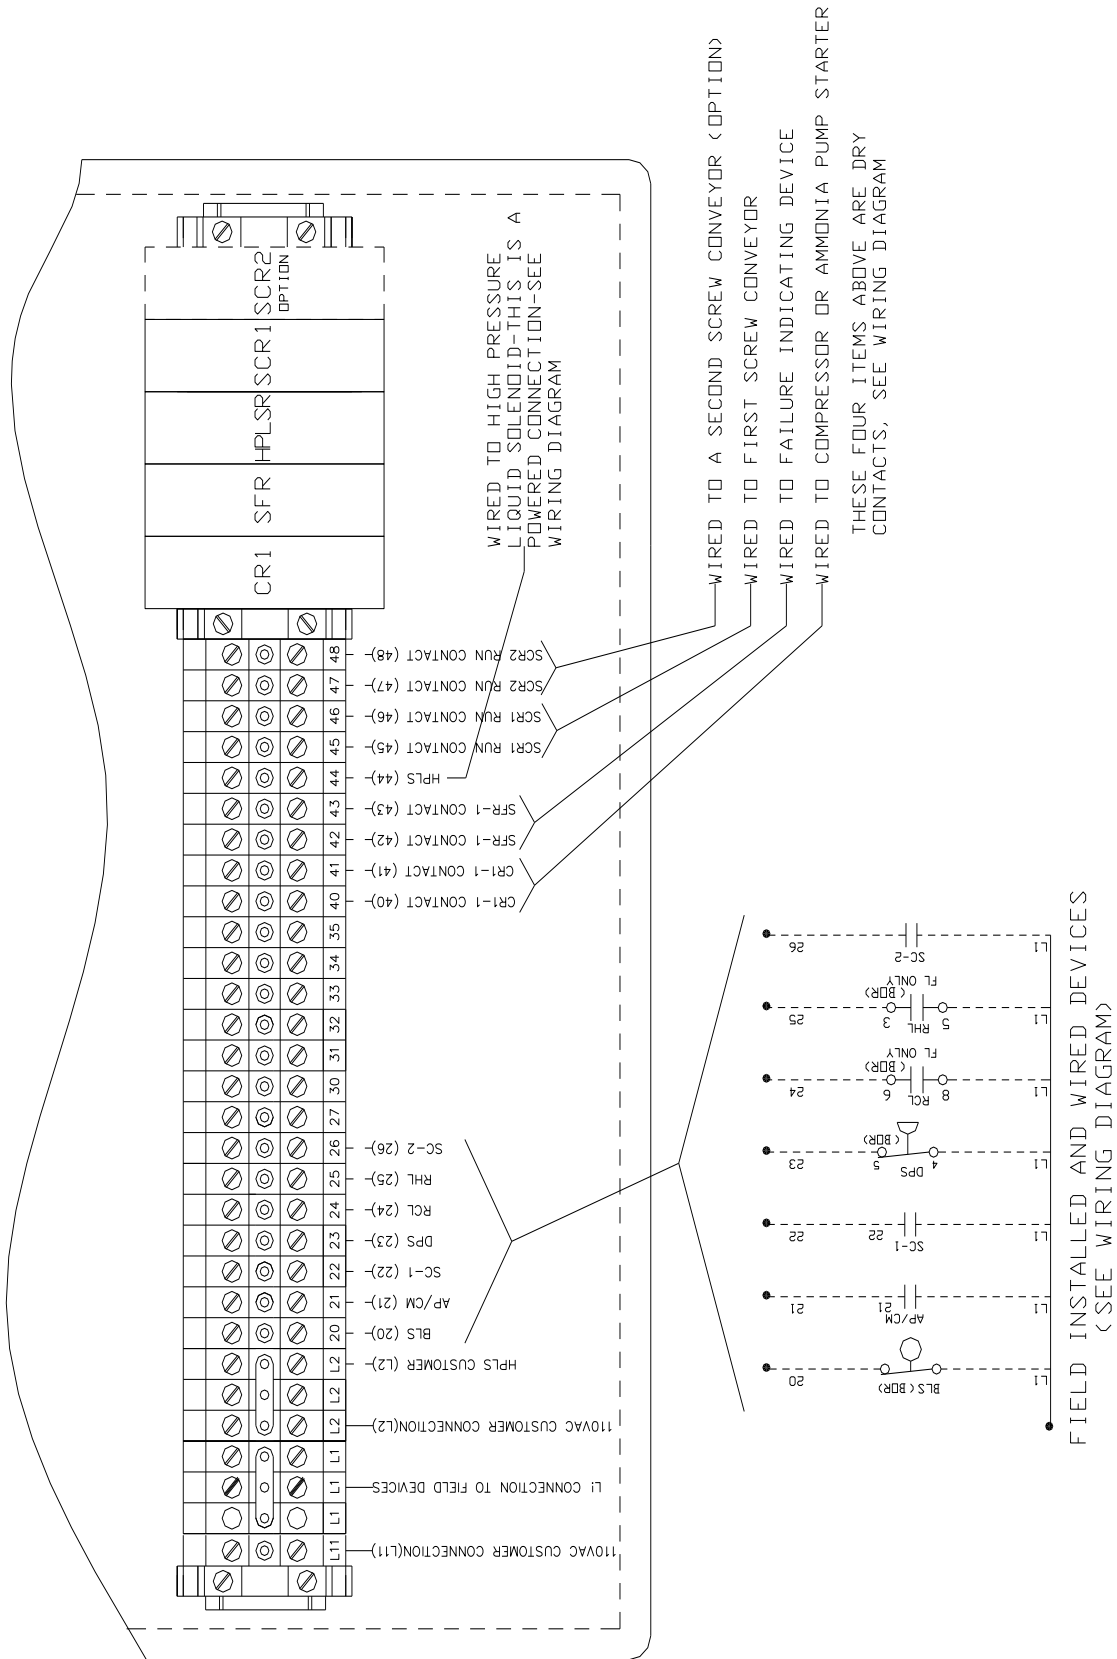 CR1
SFR
HPLSR
SCR1
SCR2
OPTION
WIRED TO HIGH PRESSURE
LIQUID SOLENOID-THIS IS A
POWERED CONNECTION-SEE
WIRING DIAGRAM
WIRED TO A SECOND SCREW CONVEYOR (OPTION)
WIRED TO FIRST SCREW CONVEYOR
WIRED TO FAILURE INDICATING DEVICE
WIRED TO COMPRESSOR OR AMMONIA PUMP STARTER
THESE FOUR ITEMS ABOVE ARE DRY
CONTACTS, SEE WIRING DIAGRAM
48 SCR2 RUN CONTACT (48)
47 SCR2 RUN CONTACT (47)
46 SCR1 RUN CONTACT (46)
45 SCR1 RUN CONTACT (45)
44 HPLS (44)
43 SFR-1 CONTACT (43)
42 SFR-1 CONTACT (42)
41 CR1-1 CONTACT (41)
40 CR1-1 CONTACT (40)
35
34
33
32
31
30
27
26 SC-2 (26)
25 RHL (25)
24 RCL (24)
23 DPS (23)
22 SC-1 (22)
21 AP/CM (21)
20 BLS (20)
L2 HPLS CUSTOMER (L2)
L2
L2 110VAC CUSTOMER CONNECTION(L2)
L1
L1 L! CONNECTION TO FIELD DEVICES
L1
L11 110VAC CUSTOMER CONNECTION(L11)
26 SC-2 L1
FL ONLY
(BOR)
25 3 RHL 5 L1
FL ONLY
(BOR)
24 6 RCL 8 L1
(BOR)
23 5 DPS 4 L1
22 22 SC-1 L1
21 21 AP/CM L1
20 BLS(BOR) L1
FIELD INSTALLED AND WIRED DEVICES
(SEE WIRING DIAGRAM)